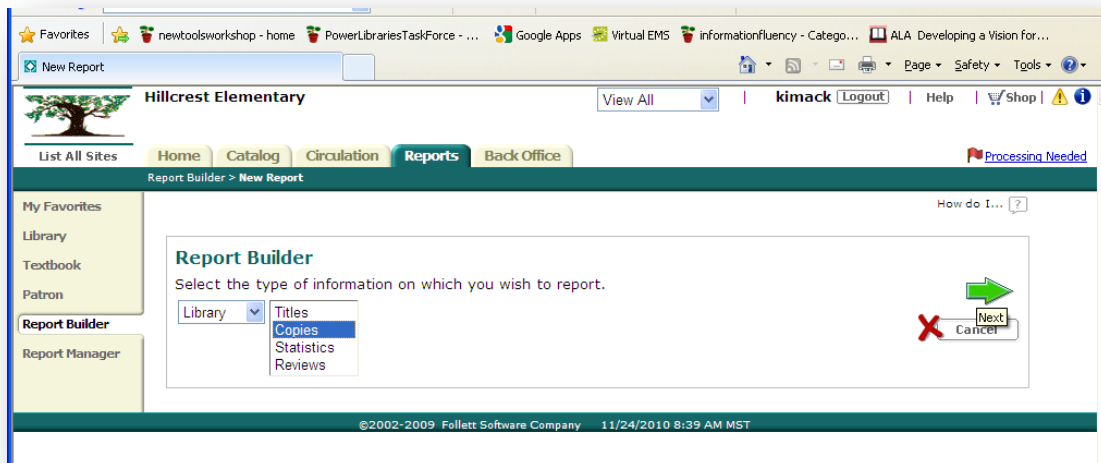 Favorites newtoolsworkshop - home PowerLibrariesTaskForce - ... Google Apps Virtual EMS informationfluency - Catego... ALA Developing a Vision for...
New Report Page Safety Tools
Hillcrest Elementary View All | kimack Logout | Help | Shop |
List All Sites Home Catalog Circulation Reports Back Office Processing Needed
Report Builder > New Report
My Favorites How do I... ?
Library
Textbook
Patron
Report Builder
Report Manager
Report Builder
Select the type of information on which you wish to report.
Library Titles
Copies
Statistics
Reviews
Next
Cancel
©2002-2009 Follett Software Company 11/24/2010 8:39 AM MST